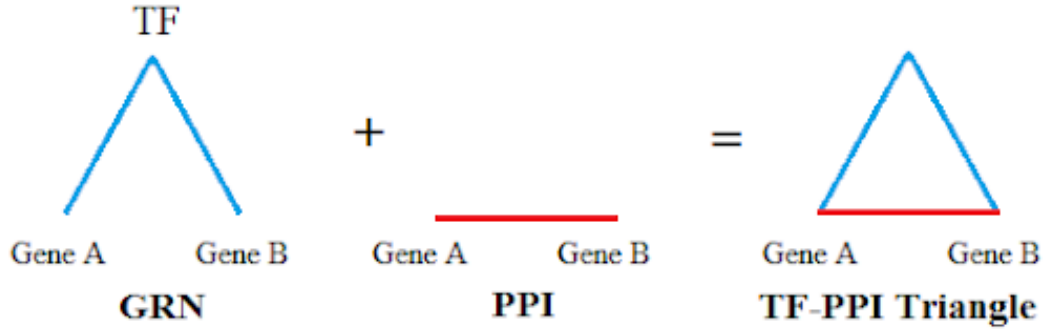 TF
+
=
Gene A Gene B Gene A Gene B Gene A Gene B
GRN PPI TF-PPI Triangle